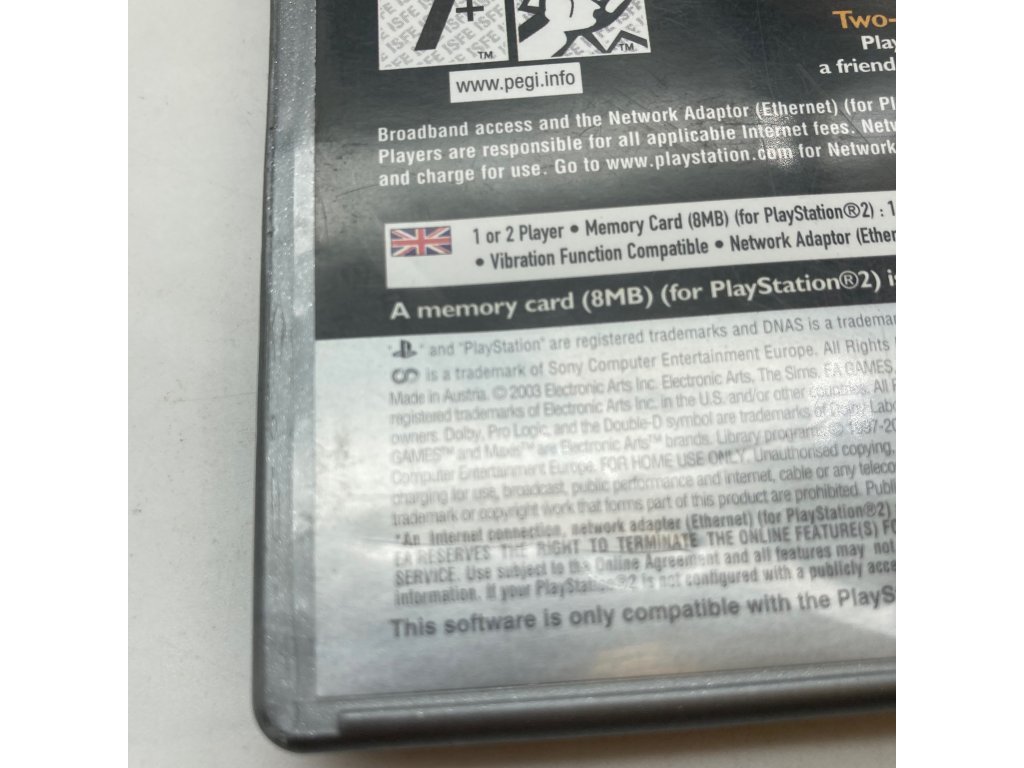 7+
ISFE ISFE ISFE
TM
TM
www.pegi.info
Two-
Play
a friend
Broadband access and the Network Adaptor (Ethernet) (for Pl
Players are responsible for all applicable Internet fees. Netw
and charge for use. Go to www.playstation.com for Network
1 or 2 Player • Memory Card (8MB) (for PlayStation®2) : 1
• Vibration Function Compatible • Network Adaptor (Ether
A memory card (8MB) (for PlayStation®2) is
" " and "PlayStation" are registered trademarks and DNAS is a tradema
is a trademark of Sony Computer Entertainment Europe. All Rights
Made in Austria. © 2003 Electronic Arts Inc. Electronic Arts, The Sims, EA GAMES,
registered trademarks of Electronic Arts Inc. in the U.S. and/or other countries. All
owners. Dolby, Pro Logic, and the Double-D symbol are trademarks of Dolby Labo
GAMES™ and Maxis™ are Electronic Arts™ brands. Library programs © 1997-20
Computer Entertainment Europe. FOR HOME USE ONLY. Unauthorised copying,
charging for use, broadcast, public performance and internet, cable or any teleco
trademark or copyright work that forms part of this product are prohibited. Publ
*An Internet connection, network adapter (Ethernet) (for PlayStation®2)
EA RESERVES THE RIGHT TO TERMINATE THE ONLINE FEATURE(S) FO
SERVICE. Use subject to the Online Agreement and all features may not
information. If your PlayStation®2 is not configured with a publicly acce
This software is only compatible with the PlayS